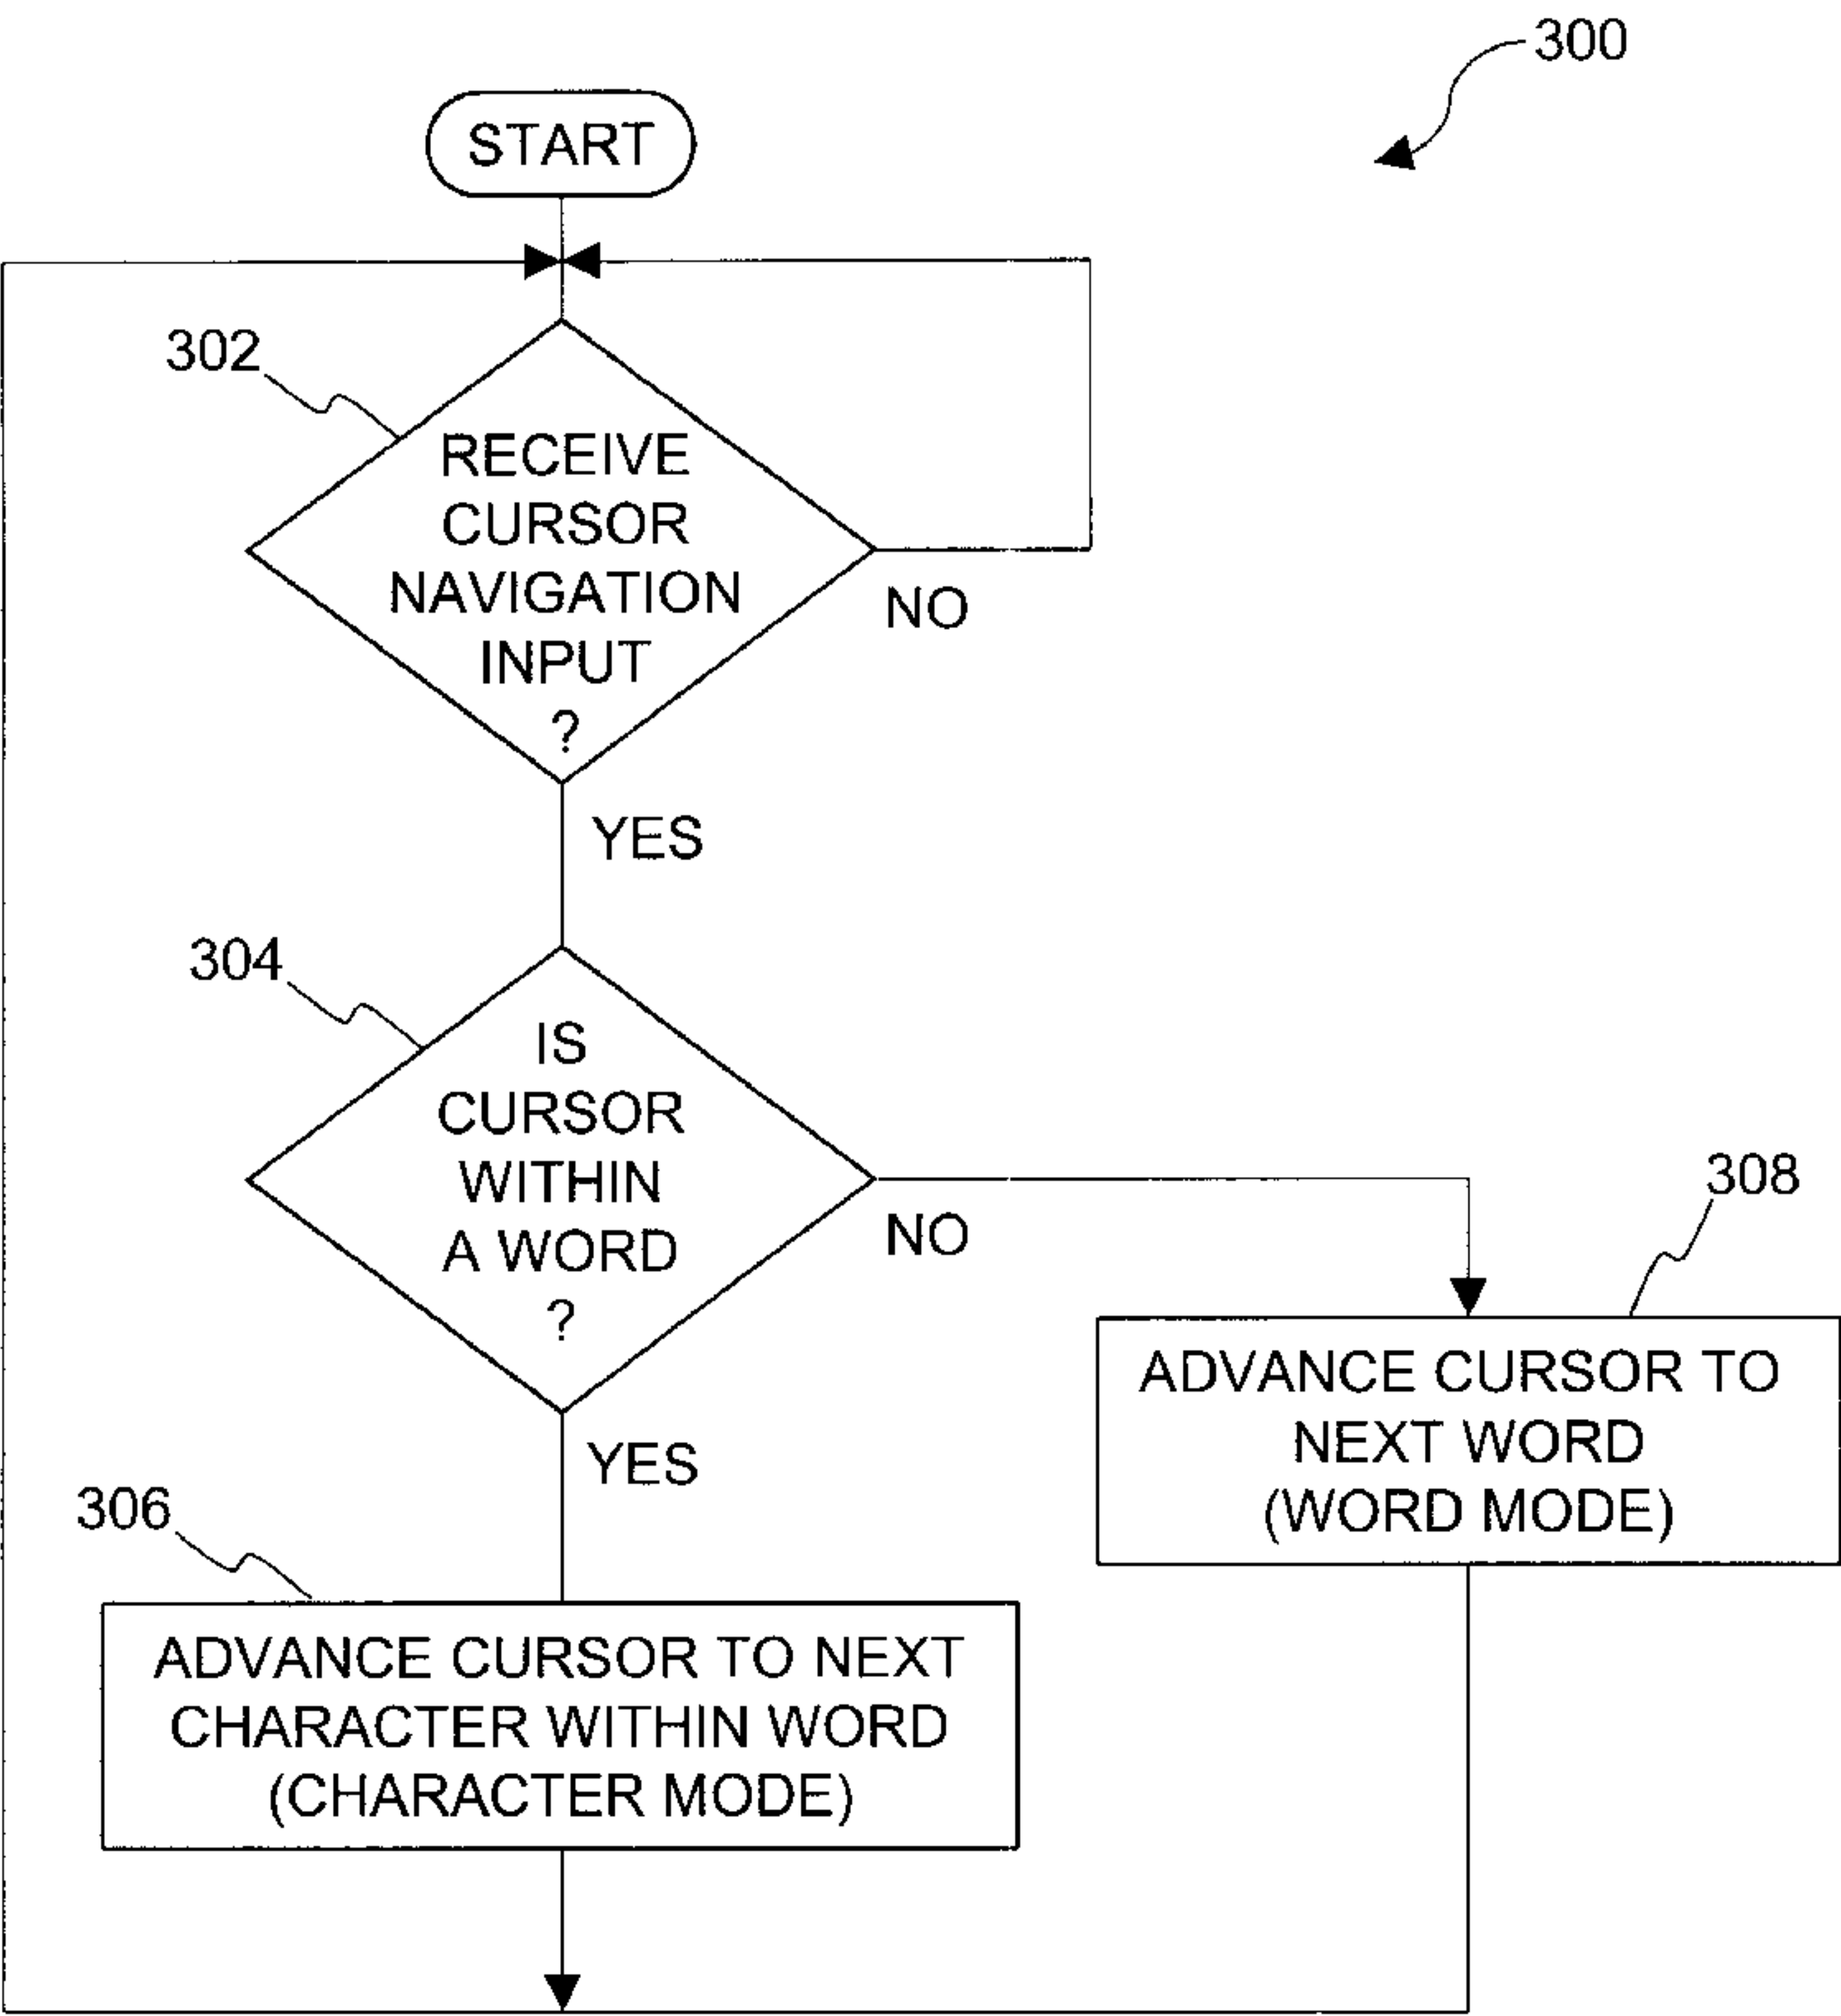 300
START
302
RECEIVE
CURSOR
NAVIGATION
INPUT
?
NO
YES
304
IS
CURSOR
WITHIN
A WORD
?
NO
YES
308
ADVANCE CURSOR TO
NEXT WORD
(WORD MODE)
306
ADVANCE CURSOR TO NEXT
CHARACTER WITHIN WORD
(CHARACTER MODE)